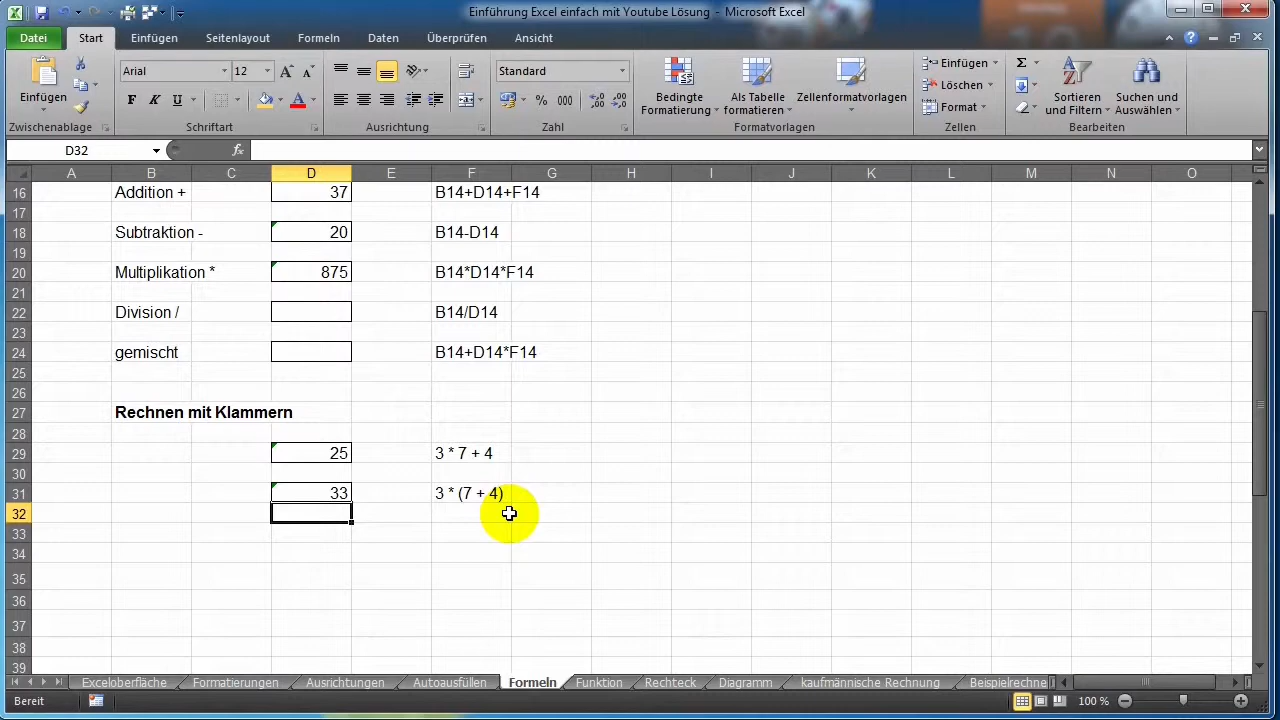 Einführung Excel einfach mit Youtube Lösung - Microsoft Excel
Datei Start Einfügen Seitenlayout Formeln Daten Überprüfen Ansicht
Einfügen
Zwischenablage
Arial 12
F K U
Schriftart
Ausrichtung
Standard
% 000
Zahl
Bedingte Formatierung
Als Tabelle formatieren
Zellenformatvorlagen
Formatvorlagen
Einfügen
Löschen
Format
Zellen
Σ
Sortieren und Filtern
Suchen und Auswählen
Bearbeiten
D32 fx
A B C D E F G H I J K L M N O
16 Addition + 37 B14+D14+F14
17
18 Subtraktion - 20 B14-D14
19
20 Multiplikation * 875 B14*D14*F14
21
22 Division / B14/D14
23
24 gemischt B14+D14*F14
25
26
27 Rechnen mit Klammern
28
29 25 3 * 7 + 4
30
31 33 3 * (7 + 4)
32
33
34
35
36
37
38
39
Exceloberfläche Formatierungen Ausrichtungen Autoausfüllen Formeln Funktion Rechteck Diagramm kaufmännische Rechnung Beispielrechne
Bereit 100 %